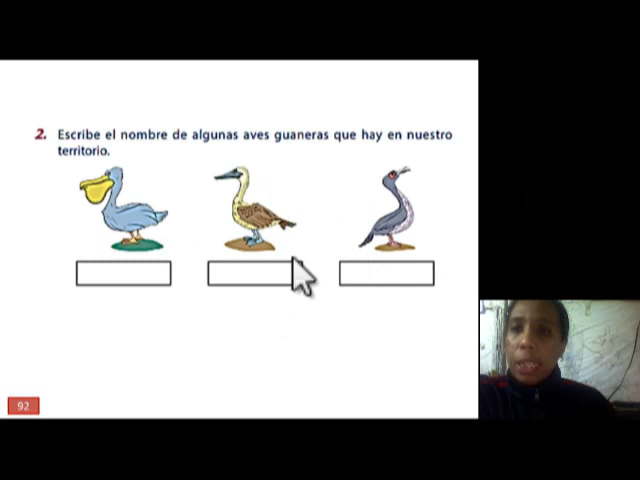 2. Escribe el nombre de algunas aves guaneras que hay en nuestro
territorio.
92